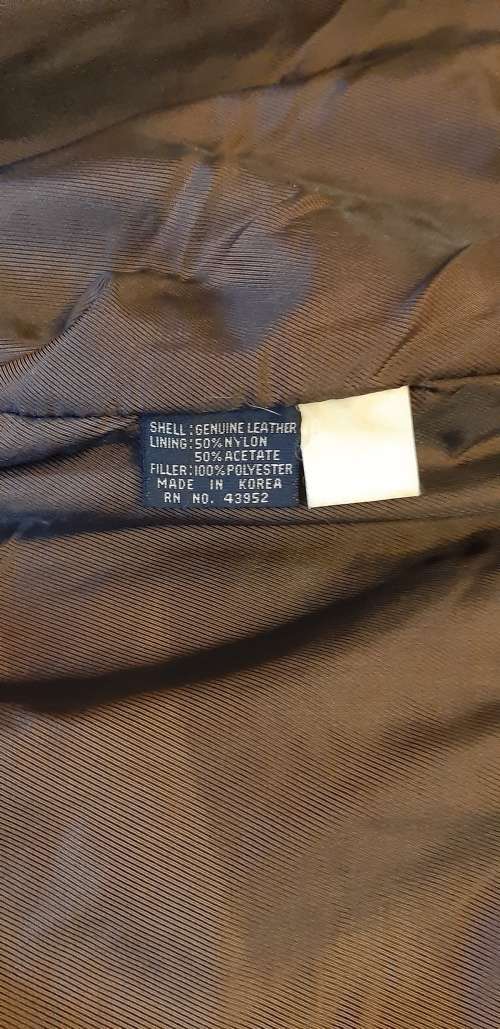 SHELL: GENUINE LEATHER
LINING: 50% NYLON
50% ACETATE
FILLER: 100% POLYESTER
MADE IN KOREA
RN NO. 43952